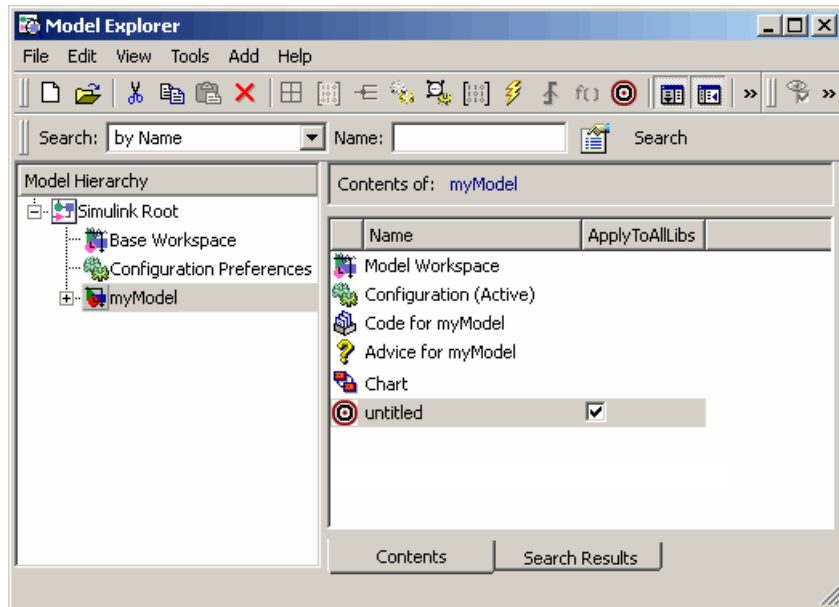 Model Explorer
File Edit View Tools Add Help
f()
» »
Search: by Name Name: Search
Model Hierarchy
Simulink Root
Base Workspace
Configuration Preferences
myModel
Contents of: myModel
Name ApplyToAllLibs
Model Workspace
Configuration (Active)
Code for myModel
Advice for myModel
Chart
untitled
Contents Search Results